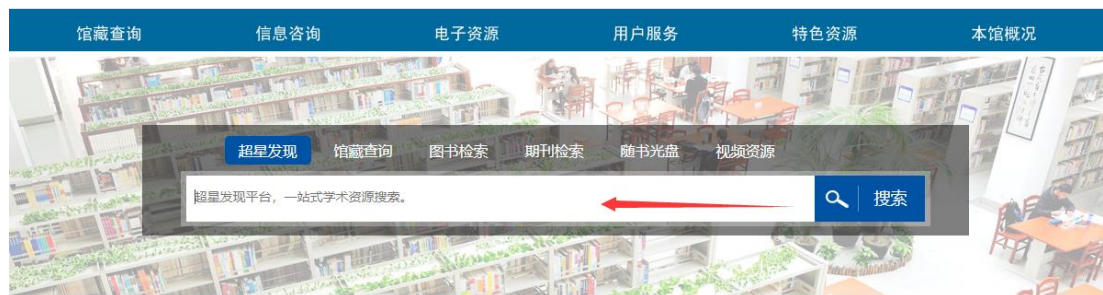 馆藏查询 信息咨询 电子资源 用户服务 特色资源 本馆概况
超星发现 馆藏查询 图书检索 期刊检索 随书光盘 视频资源
超星发现平台，一站式学术资源搜索。 搜索